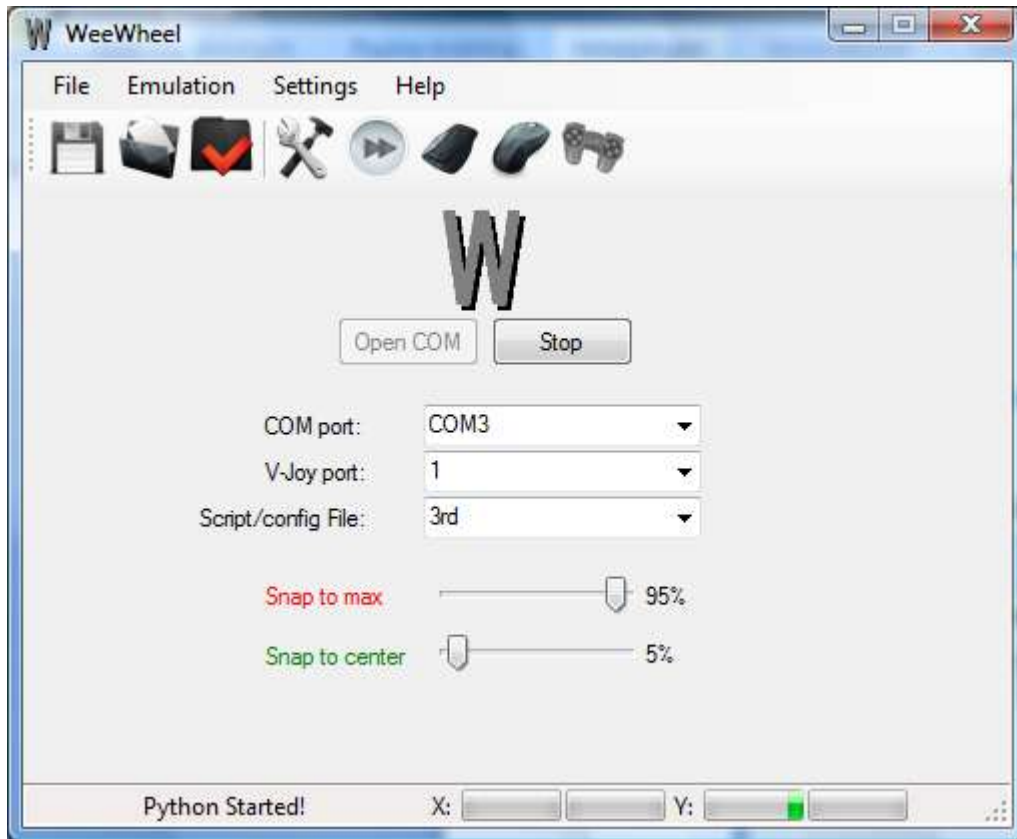 WeeWheel
File Emulation Settings Help
W
Open COM Stop
COM port: COM3
V-Joy port: 1
Script/config File: 3rd
Snap to max 95%
Snap to center 5%
Python Started! X: Y: